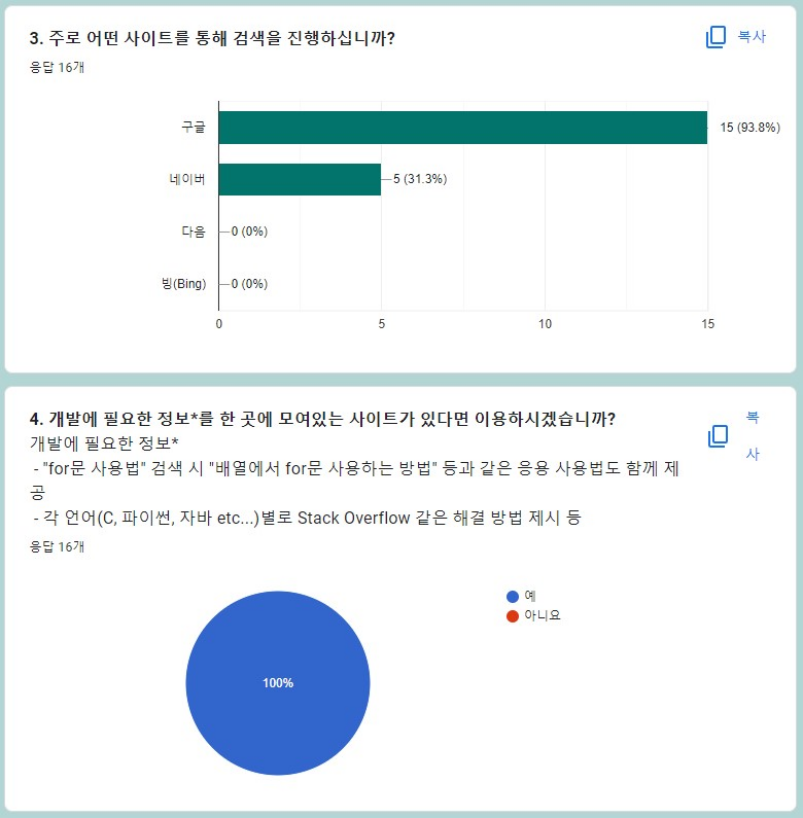 3. 주로 어떤 사이트를 통해 검색을 진행하십니까?
복사
응답 16개
구글
15 (93.8%)
네이버
5 (31.3%)
다음
0 (0%)
빙(Bing)
0 (0%)
0
5
10
15
4. 개발에 필요한 정보*를 한 곳에 모여있는 사이트가 있다면 이용하시겠습니까?
복
사
개발에 필요한 정보*
- "for문 사용법" 검색 시 "배열에서 for문 사용하는 방법" 등과 같은 응용 사용법도 함께 제
공
- 각 언어(C, 파이썬, 자바 etc...)별로 Stack Overflow 같은 해결 방법 제시 등
응답 16개
예
아니요
100%